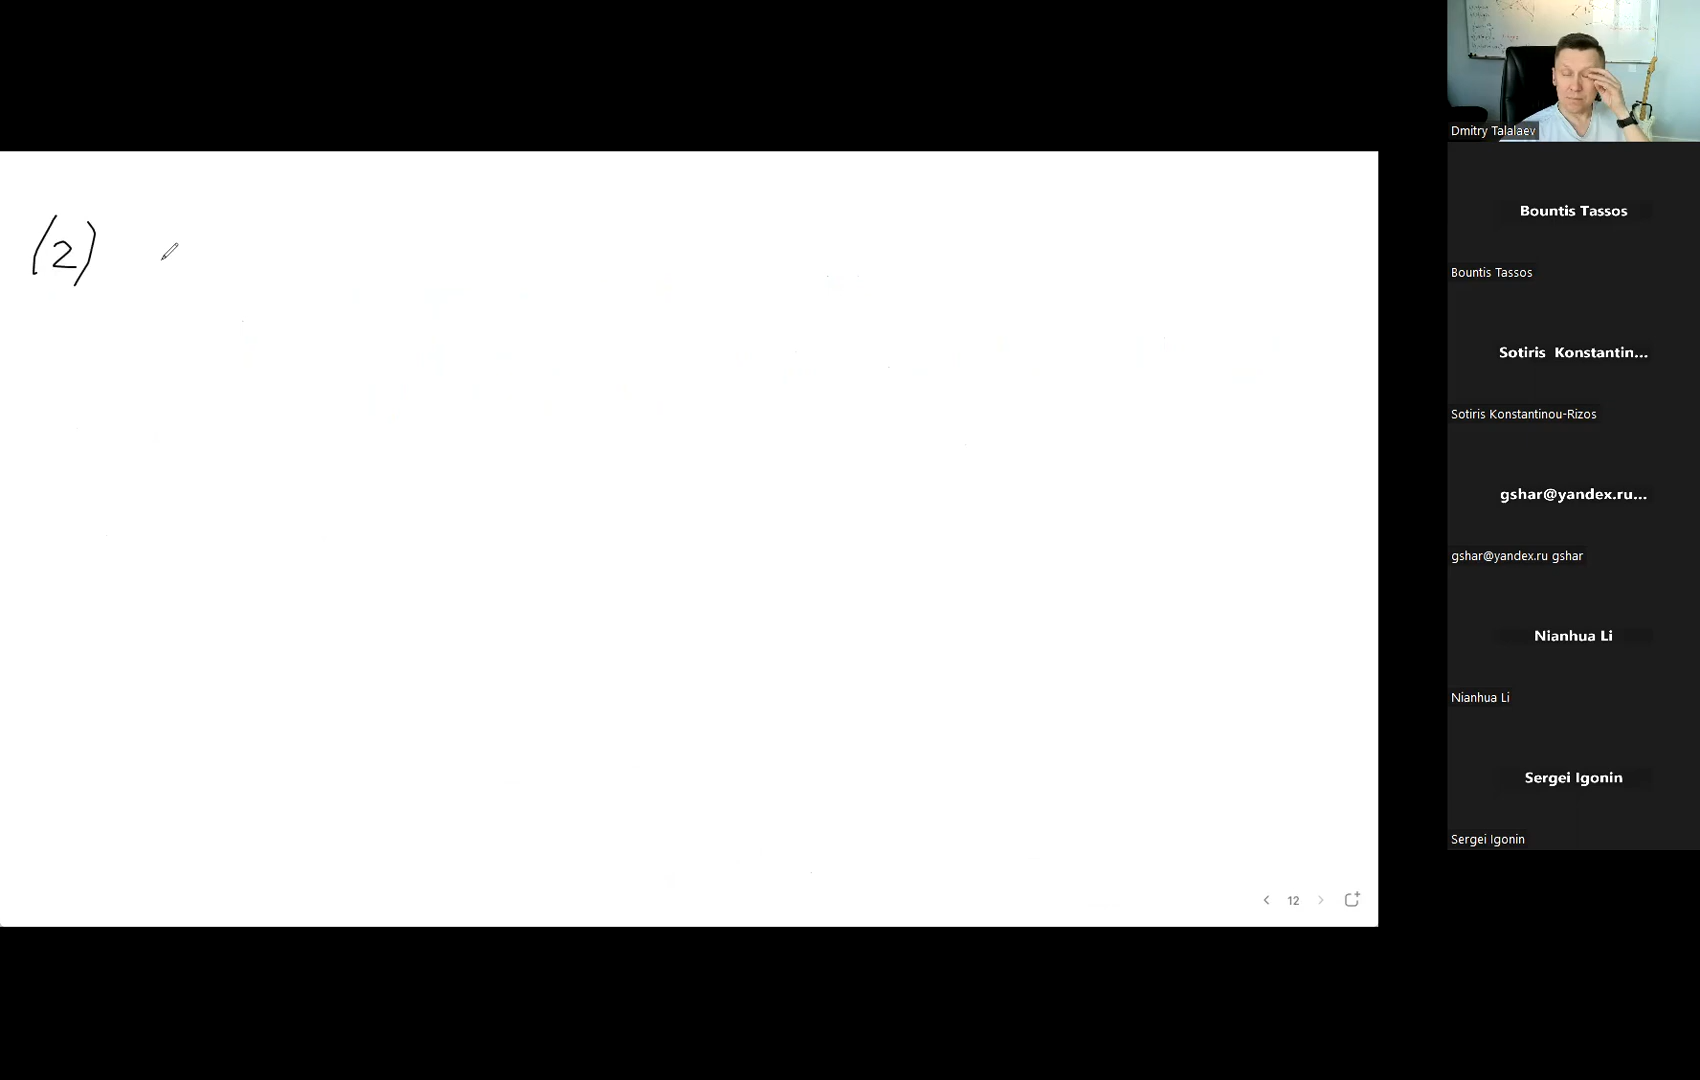 Dmitry Talalaev
(2)
Bountis Tassos
Bountis Tassos
Sotiris Konstantin...
Sotiris Konstantinou-Rizos
gshar@yandex.ru...
gshar@yandex.ru gshar
Nianhua Li
Nianhua Li
Sergei Igonin
Sergei Igonin
12